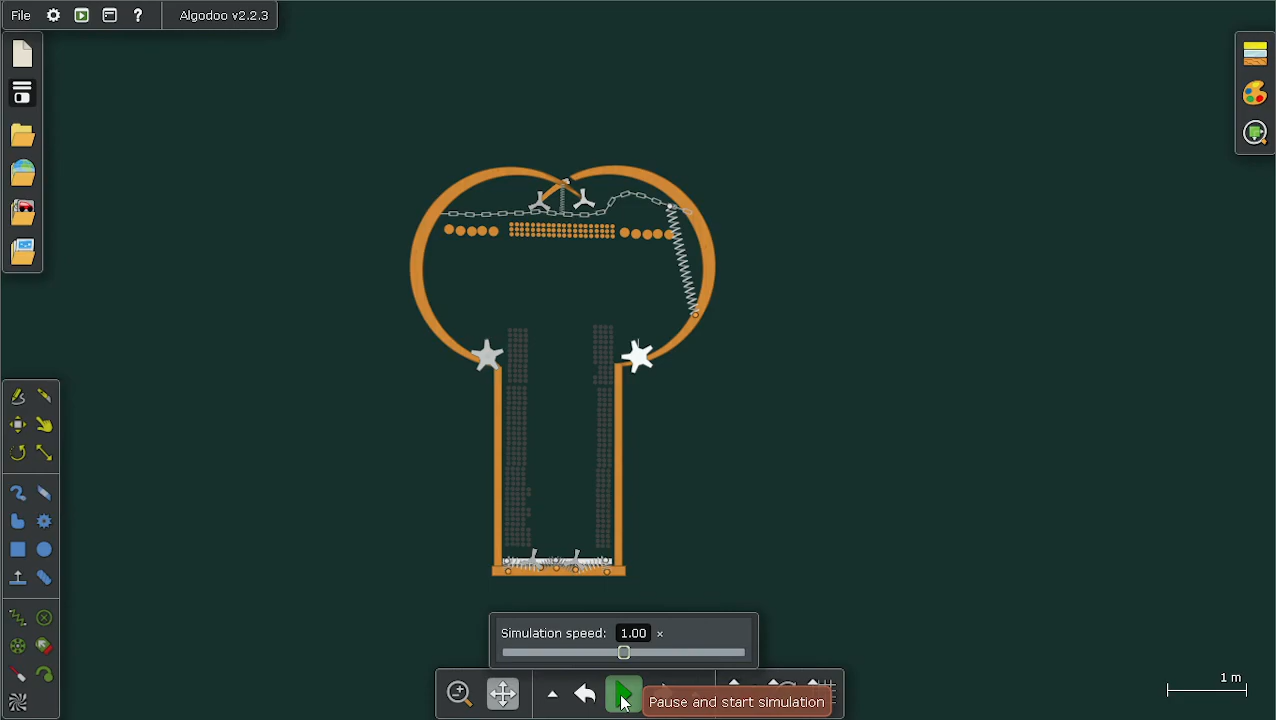 File ? Algodoo v2.2.3
Simulation speed: 1.00 ×
Pause and start simulation
1 m